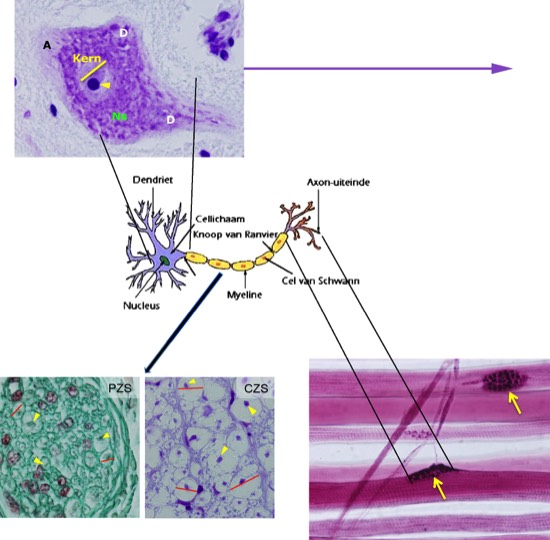 A
D
Kern
Ns
D
Dendriet
Axon-uiteinde
Cellichaam
Knoop van Ranvier
Cel van Schwann
Myeline
Nucleus
PZS
CZS